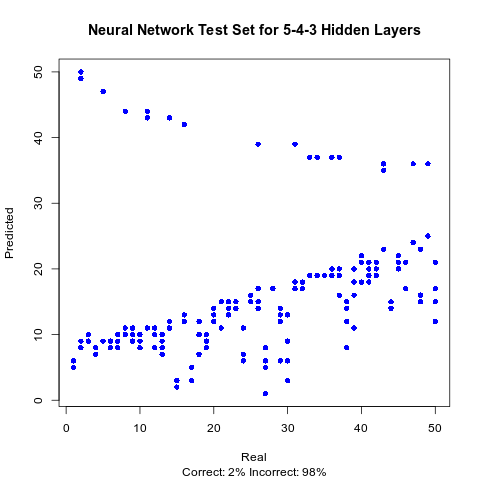 Neural Network Test Set for 5-4-3 Hidden Layers
50
40
30
20
10
0
Predicted
0 10 20 30 40 50
Real
Correct: 2% Incorrect: 98%